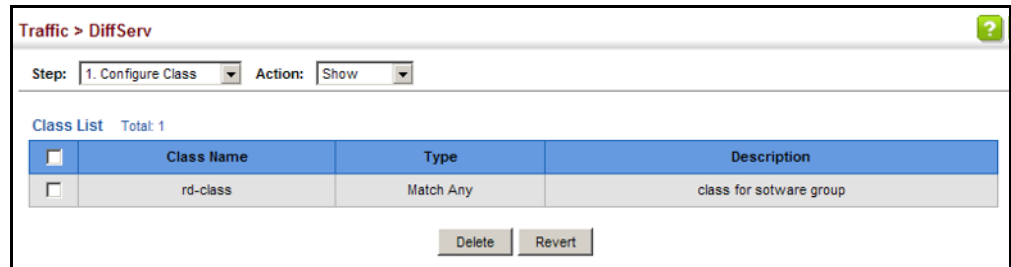 Traffic > DiffServ
?
Step: 1. Configure Class Action: Show
Class List Total: 1
Class Name Type Description
rd-class Match Any class for sotware group
Delete Revert